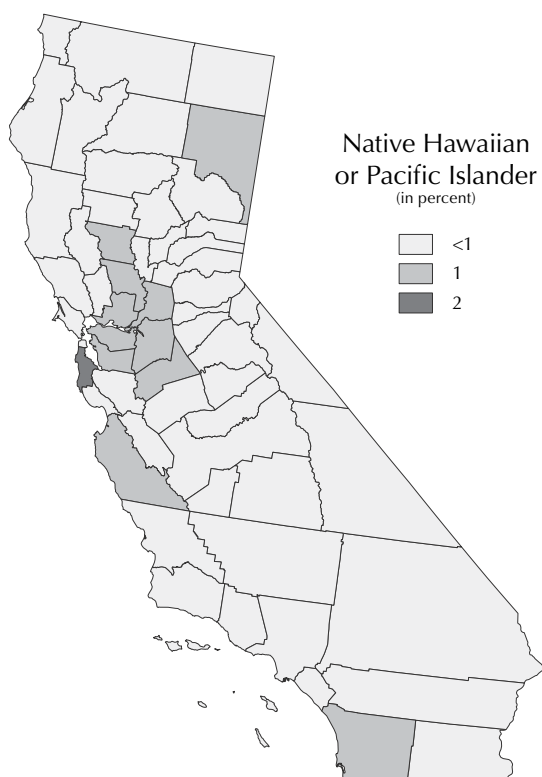 Native Hawaiian
or Pacific Islander
(in percent)
<1
1
2